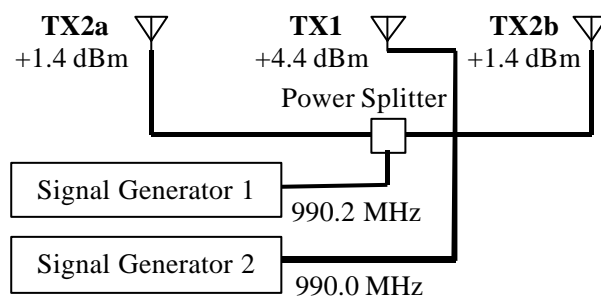 TX2a TX1 TX2b
+1.4 dBm +4.4 dBm +1.4 dBm
Power Splitter
Signal Generator 1
990.2 MHz
Signal Generator 2
990.0 MHz